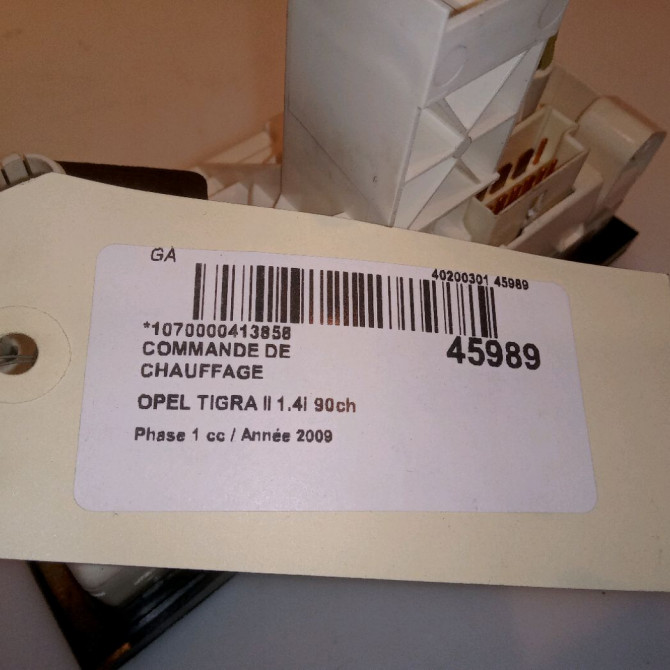 GA
40200301 45989
*1070000413858
COMMANDE DE
CHAUFFAGE
45989
OPEL TIGRA II 1.4i 90ch
Phase 1 cc / Année 2009